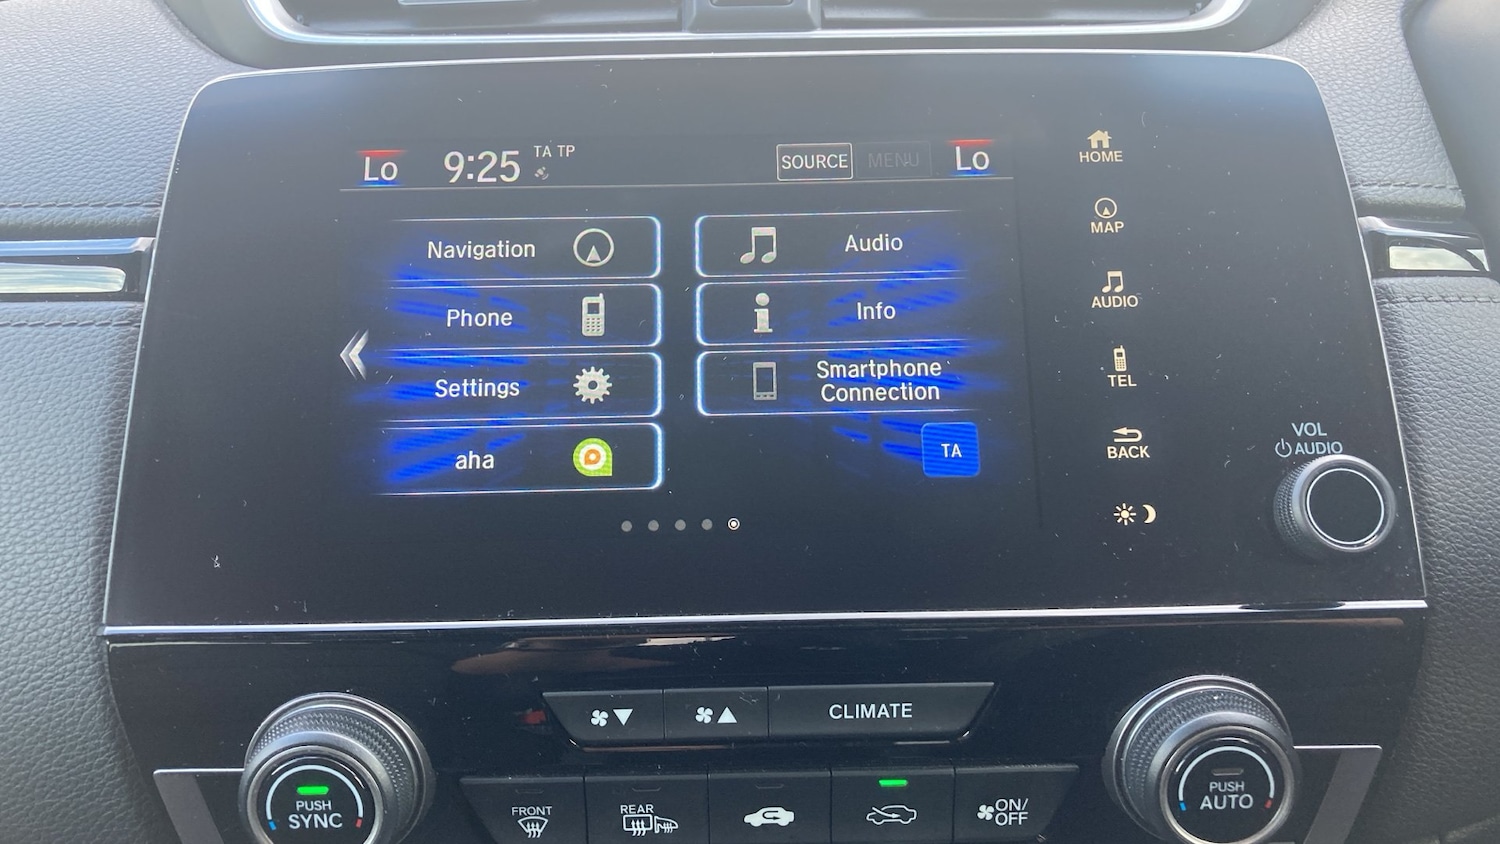 Lo 9:25 TA TP SOURCE MENU Lo
HOME
MAP
AUDIO
TEL
BACK
Navigation
Audio
Phone
Info
Settings
Smartphone
Connection
aha
TA
VOL
AUDIO
CLIMATE
PUSH
SYNC
FRONT
REAR
ON/
OFF
PUSH
AUTO